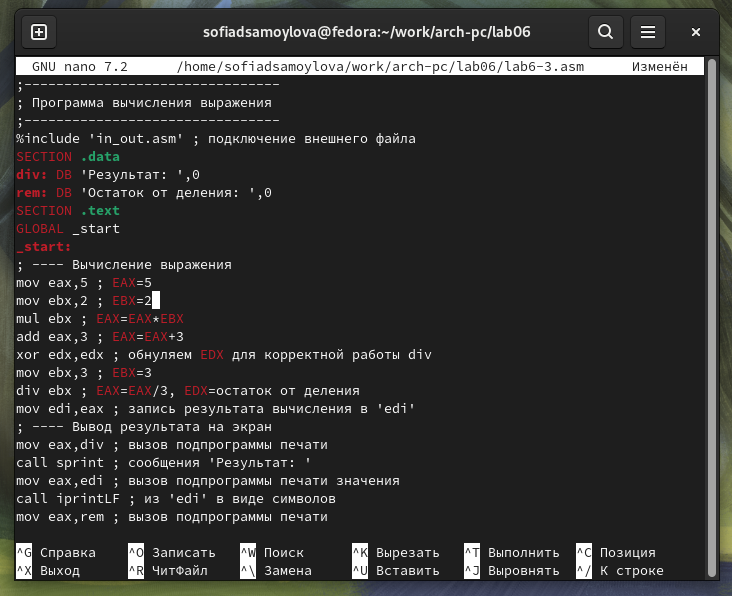 sofiadsamoylova@fedora:~/work/arch-pc/lab06
GNU nano 7.2 /home/sofiadsamoylova/work/arch-pc/lab06/lab6-3.asm Изменён
;--------------------------------
; Программа вычисления выражения
;--------------------------------
%include 'in_out.asm' ; подключение внешнего файла
SECTION .data
div: DB 'Результат: ',0
rem: DB 'Остаток от деления: ',0
SECTION .text
GLOBAL _start
_start:
; ---- Вычисление выражения
mov eax,5 ; EAX=5
mov ebx,2 ; EBX=2
mul ebx ; EAX=EAX*EBX
add eax,3 ; EAX=EAX+3
xor edx,edx ; обнуляем EDX для корректной работы div
mov ebx,3 ; EBX=3
div ebx ; EAX=EAX/3, EDX=остаток от деления
mov edi,eax ; запись результата вычисления в 'edi'
; ---- Вывод результата на экран
mov eax,div ; вызов подпрограммы печати
call sprint ; сообщения 'Результат: '
mov eax,edi ; вызов подпрограммы печати значения
call iprintLF ; из 'edi' в виде символов
mov eax,rem ; вызов подпрограммы печати
^G Справка ^O Записать ^W Поиск ^K Вырезать ^T Выполнить ^C Позиция
^X Выход ^R ЧитФайл ^\ Замена ^U Вставить ^J Выровнять ^/ К строке